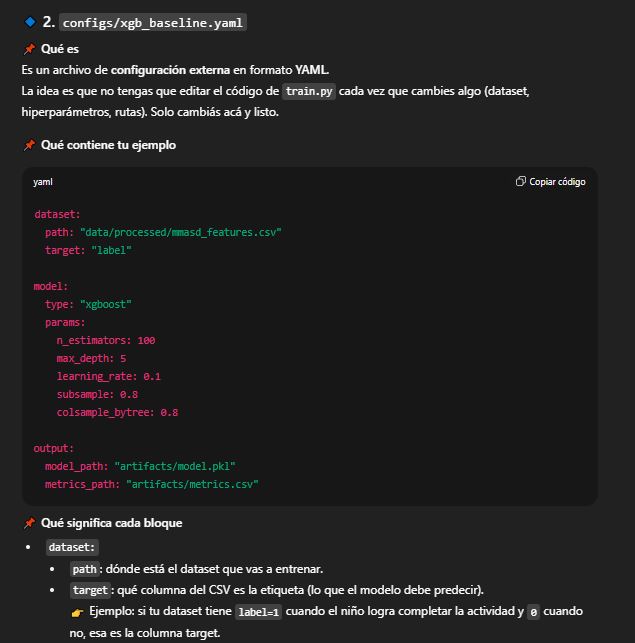 🔷 2. configs/xgb_baseline.yaml
📌 Qué es
Es un archivo de configuración externa en formato YAML.
La idea es que no tengas que editar el código de train.py cada vez que cambies algo (dataset,
hiperparámetros, rutas). Solo cambiás acá y listo.
📌 Qué contiene tu ejemplo
yaml
Copiar código
dataset:
  path: "data/processed/mmasd_features.csv"
  target: "label"

model:
  type: "xgboost"
  params:
    n_estimators: 100
    max_depth: 5
    learning_rate: 0.1
    subsample: 0.8
    colsample_bytree: 0.8

output:
  model_path: "artifacts/model.pkl"
  metrics_path: "artifacts/metrics.csv"
📌 Qué significa cada bloque
• dataset:
• path: dónde está el dataset que vas a entrenar.
• target: qué columna del CSV es la etiqueta (lo que el modelo debe predecir).
👉 Ejemplo: si tu dataset tiene label=1 cuando el niño logra completar la actividad y 0 cuando
no, esa es la columna target.